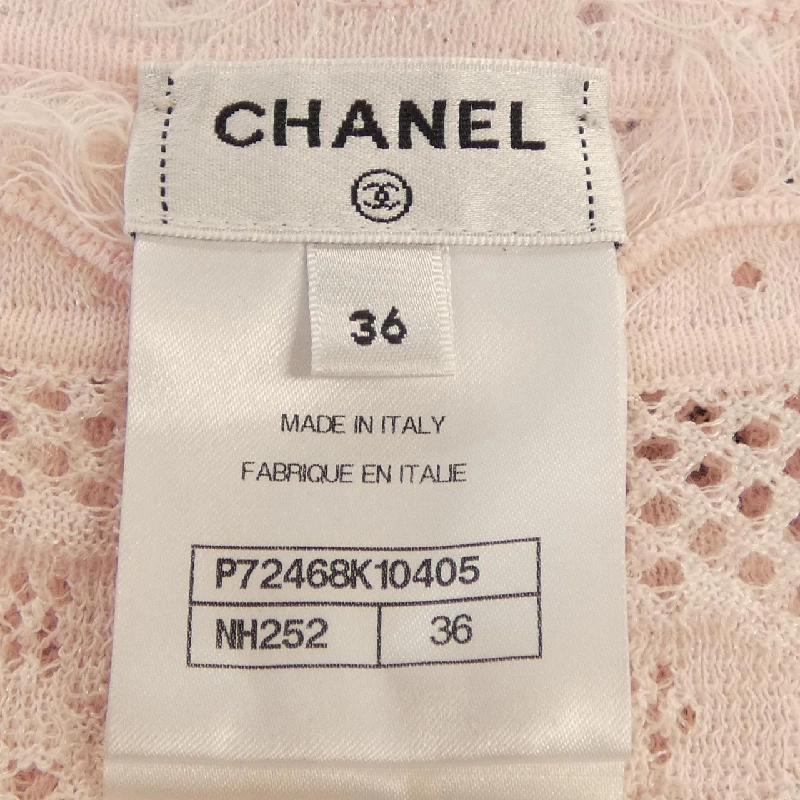 CHANEL
36
MADE IN ITALY
FABRIQUE EN ITALIE
P72468K10405
NH252 36